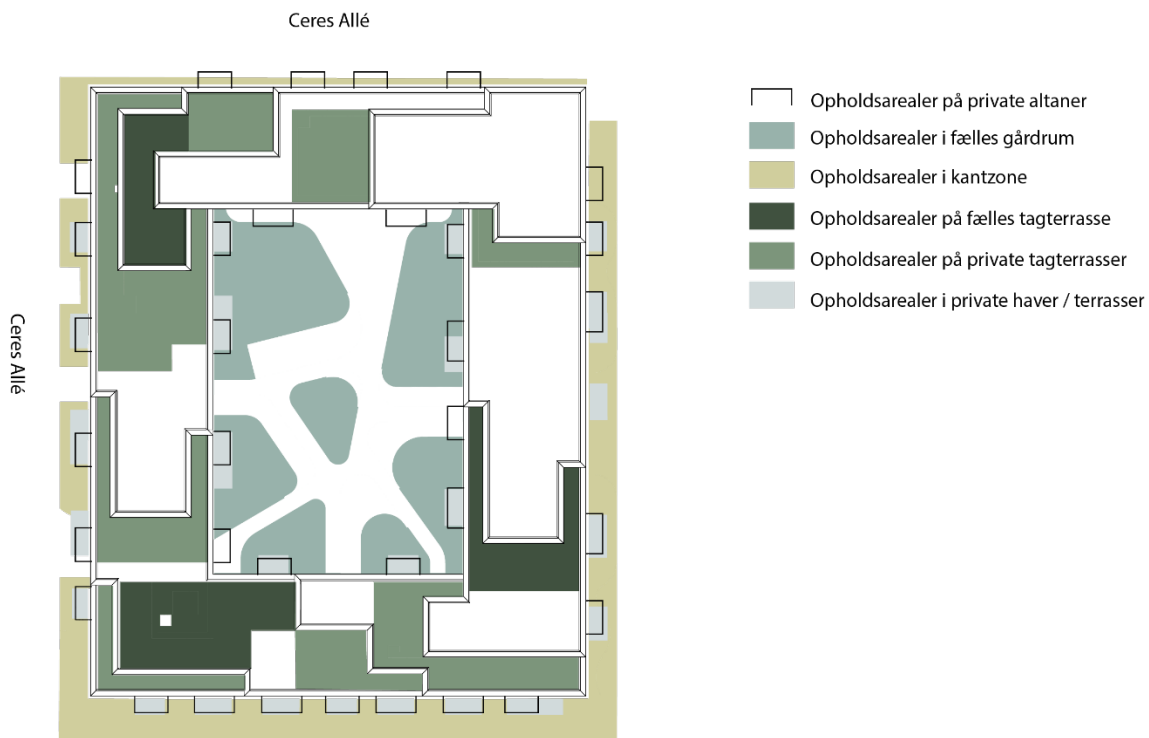 Ceres Allé
Opholdsarealer på private altaner
Opholdsarealer i fælles gårdrum
Opholdsarealer i kantzone
Opholdsarealer på fælles tagterrasse
Opholdsarealer på private tagterrasser
Opholdsarealer i private haver / terrasser
Ceres Allé